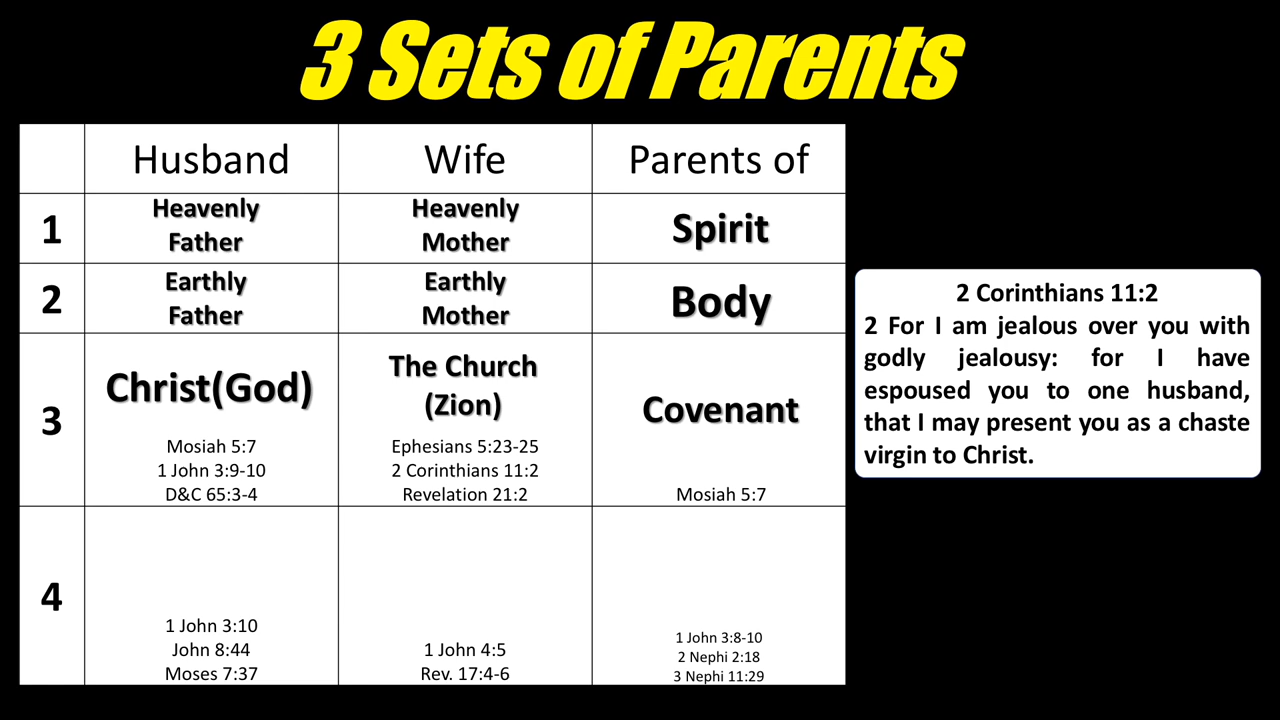 3 Sets of Parents
Husband Wife Parents of
1 Heavenly Father Heavenly Mother Spirit
2 Earthly Father Earthly Mother Body
3
Christ(God)
Mosiah 5:7
1 John 3:9-10
D&C 65:3-4
The Church
(Zion)
Ephesians 5:23-25
2 Corinthians 11:2
Revelation 21:2
Covenant
Mosiah 5:7
4
1 John 3:10
John 8:44
Moses 7:37
1 John 4:5
Rev. 17:4-6
1 John 3:8-10
2 Nephi 2:18
3 Nephi 11:29
2 Corinthians 11:2
2 For I am jealous over you with
godly jealousy: for I have
espoused you to one husband,
that I may present you as a chaste
virgin to Christ.